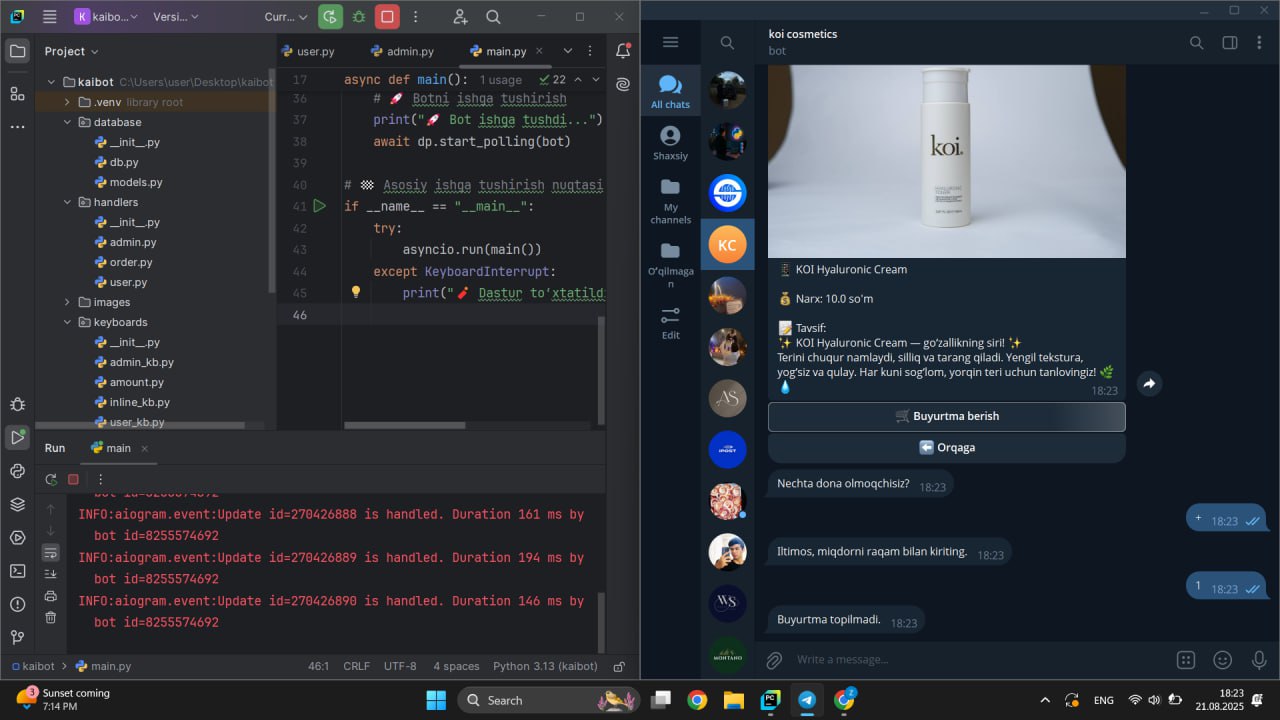 kaibo...
Versi...
Curr...
Project
user.py
admin.py
main.py
kaibot C:\Users\user\Desktop\kaibot
.venv library root
database
__init__.py
db.py
models.py
handlers
__init__.py
admin.py
order.py
user.py
images
keyboards
__init__.py
admin_kb.py
amount.py
inline_kb.py
user_kb.py
17 async def main(): 1 usage 22
36 # 🚀 Botni ishga tushirish
37 print("🚀 Bot ishga tushdi...")
38 await dp.start_polling(bot)
39
40 # 🏁 Asosiy ishga tushirish nuqtasi
41 if __name__ == "__main__":
42 try:
43 asyncio.run(main())
44 except KeyboardInterrupt:
45 print("🧨 Dastur toʻxtatild
46
Run main
bot id=8255574692
INFO:aiogram.event:Update id=270426888 is handled. Duration 161 ms by
bot id=8255574692
INFO:aiogram.event:Update id=270426889 is handled. Duration 194 ms by
bot id=8255574692
INFO:aiogram.event:Update id=270426890 is handled. Duration 146 ms by
bot id=8255574692
kaibot > main.py
46:1 CRLF UTF-8 4 spaces Python 3.13 (kaibot)
koi cosmetics
bot
All chats
Shaxsiy
My
channels
Oʻqilmaga
n
Edit
KC
AS
iPOST
WS
MONTANO
koi.
HYALURONIC
TONER
🧴 KOI Hyaluronic Cream
💰 Narx: 10.0 so'm
📝 Tavsif:
✨ KOI Hyaluronic Cream — goʻzallikning siri! ✨
Terini chuqur namlaydi, silliq va tarang qiladi. Yengil tekstura,
yogʻsiz va qulay. Har kuni sogʻlom, yorqin teri uchun tanlovingiz! 🌿
💧 18:23
🛒 Buyurtma berish
⬅️ Orqaga
Nechta dona olmoqchisiz? 18:23
+ 18:23
Iltimos, miqdorni raqam bilan kiriting. 18:23
1 18:23
Buyurtma topilmadi. 18:23
Write a message...
3
Sunset coming
7:14 PM
Search
ENG
18:23
21.08.2025